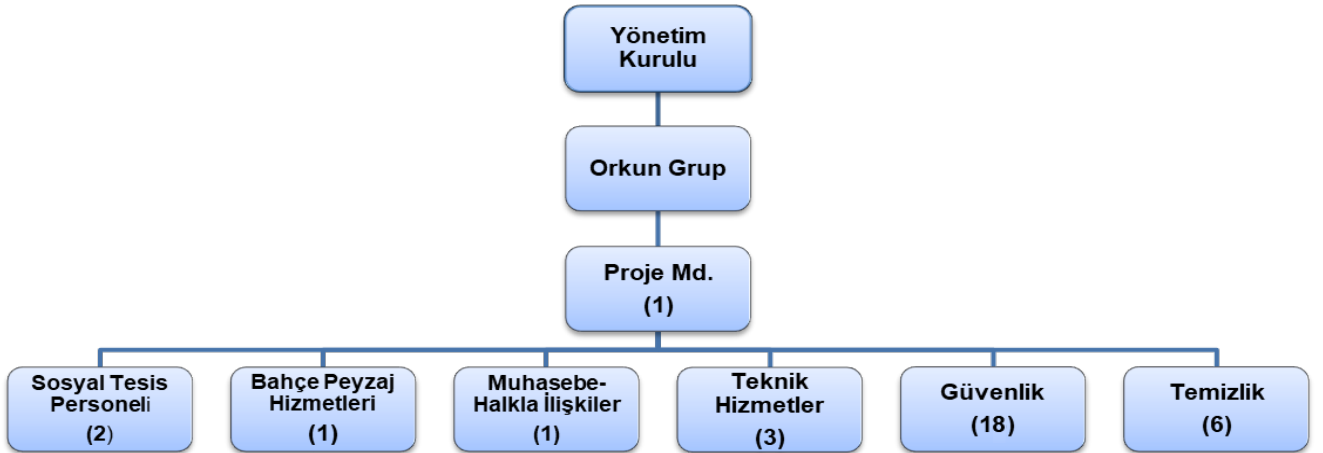 Yönetim
Kurulu
Orkun Grup
Proje Md.
(1)
Sosyal Tesis
Personeli
(2)
Bahçe Peyzaj
Hizmetleri
(1)
Muhasebe-
Halkla İlişkiler
(1)
Teknik
Hizmetler
(3)
Güvenlik
(18)
Temizlik
(6)